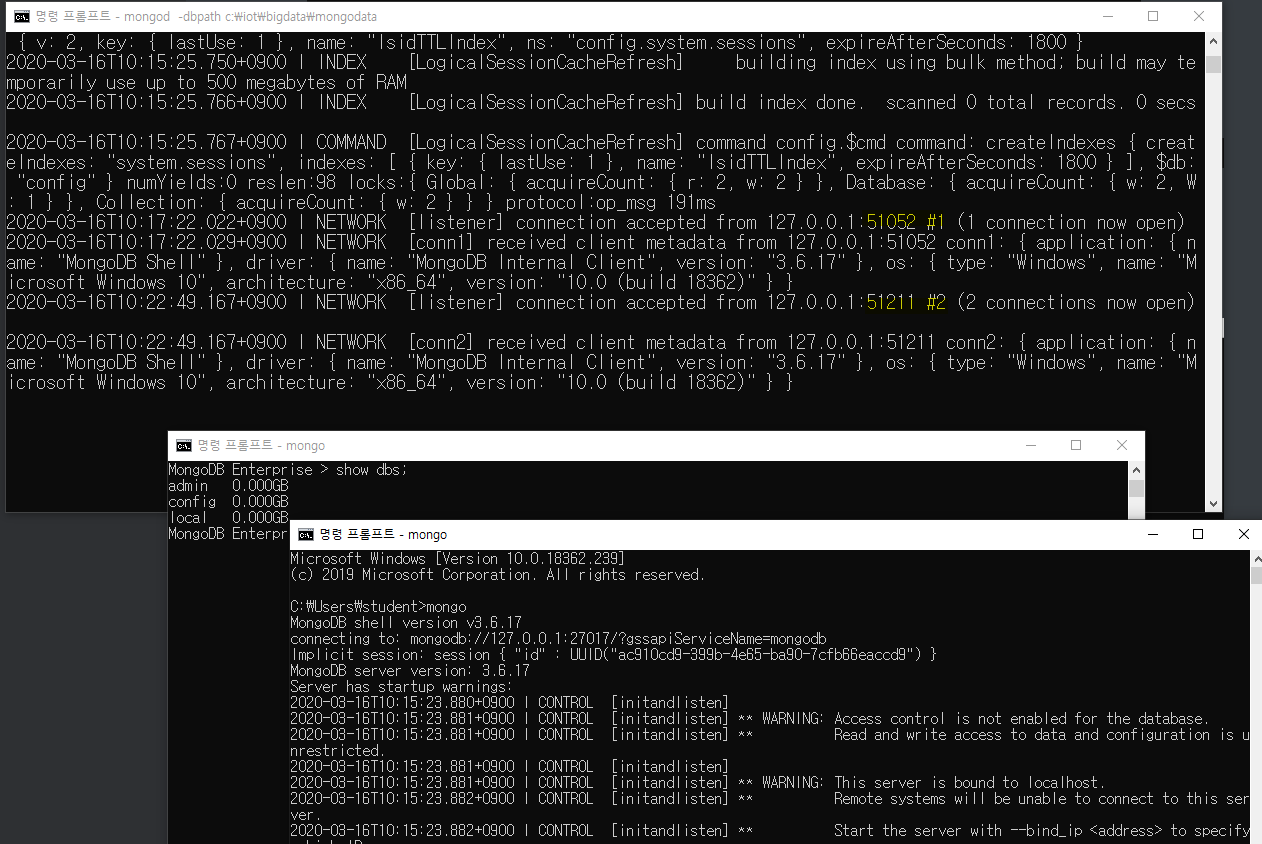 명령 프롬프트 - mongod -dbpath c:₩iot₩bigdata₩mongodata
{ v: 2, key: { lastUse: 1 }, name: "lsidTTLIndex", ns: "config.system.sessions", expireAfterSeconds: 1800 }
2020-03-16T10:15:25.750+0900 I INDEX    [LogicalSessionCacheRefresh]      building index using bulk method; build may te
mporarily use up to 500 megabytes of RAM
2020-03-16T10:15:25.766+0900 I INDEX    [LogicalSessionCacheRefresh] build index done.  scanned 0 total records. 0 secs
2020-03-16T10:15:25.767+0900 I COMMAND  [LogicalSessionCacheRefresh] command config.$cmd command: createIndexes { creat
eIndexes: "system.sessions", indexes: [ { key: { lastUse: 1 }, name: "lsidTTLIndex", expireAfterSeconds: 1800 } ], $db:
"config" } numYields:0 reslen:98 locks:{ Global: { acquireCount: { r: 2, w: 2 } }, Database: { acquireCount: { w: 2, W
: 1 } }, Collection: { acquireCount: { w: 2 } } } protocol:op_msg 191ms
2020-03-16T10:17:22.022+0900 I NETWORK  [listener] connection accepted from 127.0.0.1:51052 #1 (1 connection now open)
2020-03-16T10:17:22.029+0900 I NETWORK  [conn1] received client metadata from 127.0.0.1:51052 conn1: { application: { n
ame: "MongoDB Shell" }, driver: { name: "MongoDB Internal Client", version: "3.6.17" }, os: { type: "Windows", name: "M
icrosoft Windows 10", architecture: "x86_64", version: "10.0 (build 18362)" } }
2020-03-16T10:22:49.167+0900 I NETWORK  [listener] connection accepted from 127.0.0.1:51211 #2 (2 connections now open)
2020-03-16T10:22:49.167+0900 I NETWORK  [conn2] received client metadata from 127.0.0.1:51211 conn2: { application: { n
ame: "MongoDB Shell" }, driver: { name: "MongoDB Internal Client", version: "3.6.17" }, os: { type: "Windows", name: "M
icrosoft Windows 10", architecture: "x86_64", version: "10.0 (build 18362)" } }
명령 프롬프트 - mongo
MongoDB Enterprise > show dbs;
admin   0.000GB
config  0.000GB
local   0.000GB
MongoDB Enterpr
명령 프롬프트 - mongo
Microsoft Windows [Version 10.0.18362.239]
(c) 2019 Microsoft Corporation. All rights reserved.
C:₩Users₩student>mongo
MongoDB shell version v3.6.17
connecting to: mongodb://127.0.0.1:27017/?gssapiServiceName=mongodb
Implicit session: session { "id" : UUID("ac910cd9-399b-4e65-ba90-7cfb66eaccd9") }
MongoDB server version: 3.6.17
Server has startup warnings:
2020-03-16T10:15:23.880+0900 I CONTROL  [initandlisten]
2020-03-16T10:15:23.881+0900 I CONTROL  [initandlisten] ** WARNING: Access control is not enabled for the database.
2020-03-16T10:15:23.881+0900 I CONTROL  [initandlisten] **          Read and write access to data and configuration is u
nrestricted.
2020-03-16T10:15:23.881+0900 I CONTROL  [initandlisten]
2020-03-16T10:15:23.881+0900 I CONTROL  [initandlisten] ** WARNING: This server is bound to localhost.
2020-03-16T10:15:23.882+0900 I CONTROL  [initandlisten] **          Remote systems will be unable to connect to this ser
ver.
2020-03-16T10:15:23.882+0900 I CONTROL  [initandlisten] **          Start the server with --bind_ip <address> to specify